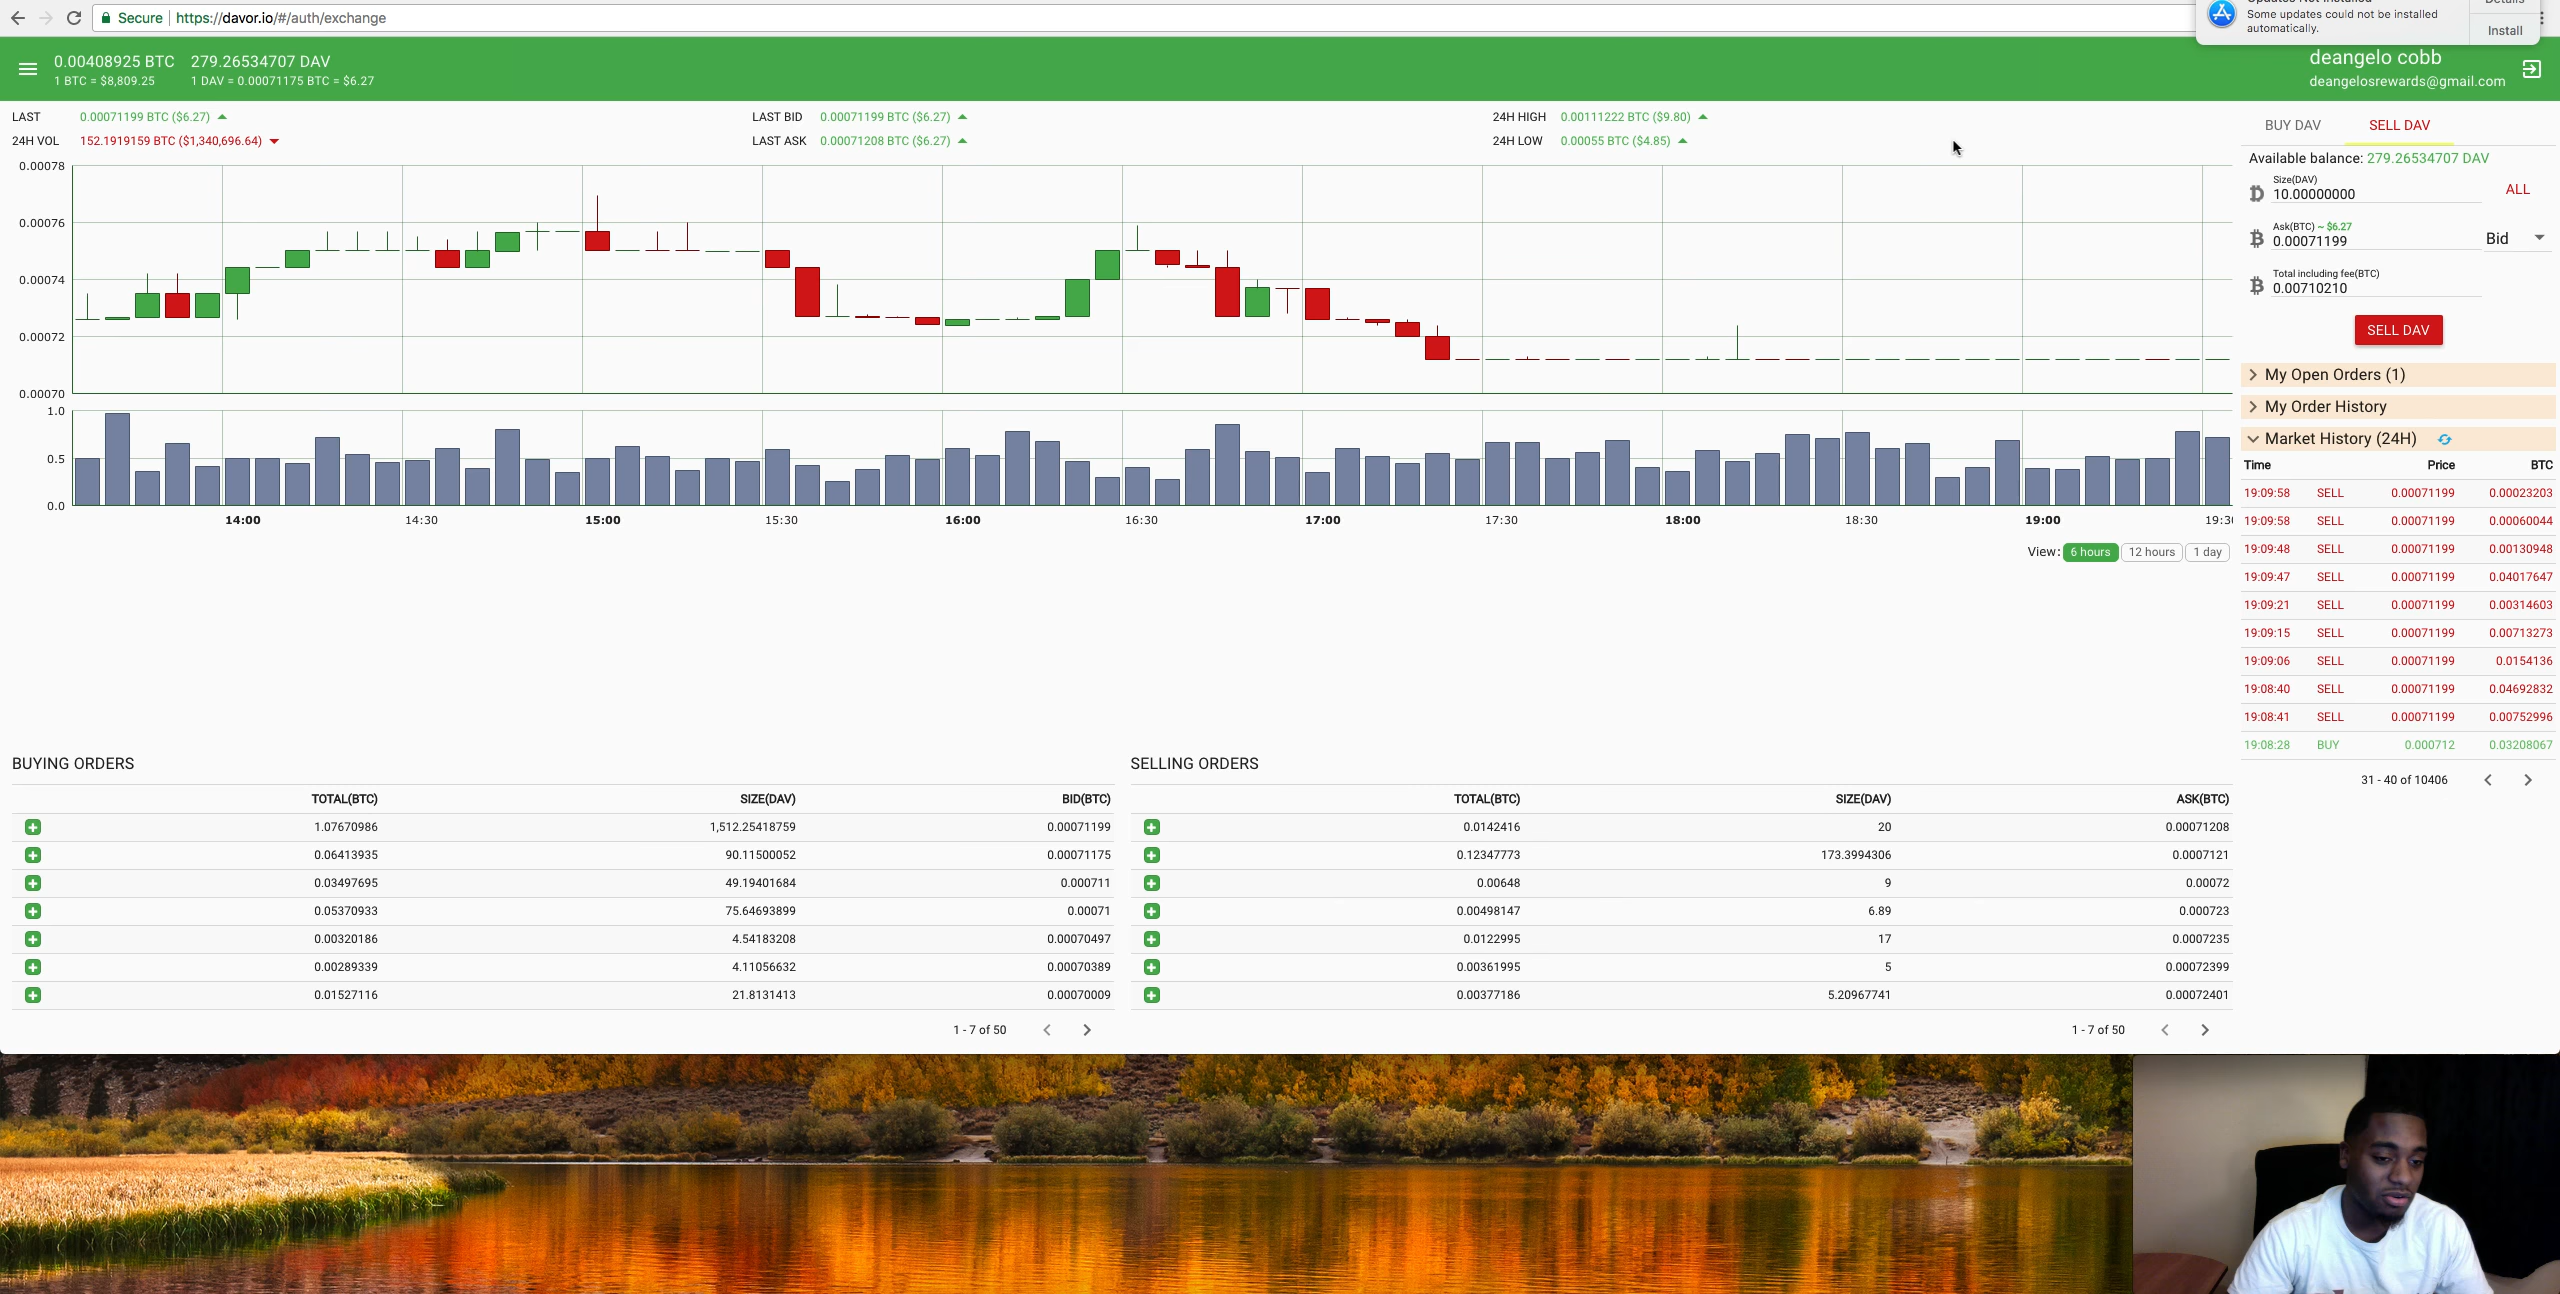 Secure https://davor.io/#/auth/exchange
Updates Not Installed
Some updates could not be installed
automatically.
Details
Install
0.00408925 BTC 279.26534707 DAV
1 BTC = $8,809.25 1 DAV = 0.00071175 BTC = $6.27
deangelo cobb
deangelosrewards@gmail.com
LAST 0.00071199 BTC ($6.27) LAST BID 0.00071199 BTC ($6.27) 24H HIGH 0.00111222 BTC ($9.80)
24H VOL 152.1919159 BTC ($1,340,696.64) LAST ASK 0.00071208 BTC ($6.27) 24H LOW 0.00055 BTC ($4.85)
0.00078
0.00076
0.00074
0.00072
0.00070
1.0
0.5
0.0
14:00 14:30 15:00 15:30 16:00 16:30 17:00 17:30 18:00 18:30 19:00 19:30
View: 6 hours 12 hours 1 day
BUY DAV SELL DAV
Available balance: 279.26534707 DAV
Size(DAV)
10.00000000 ALL
Ask(BTC) ~ $6.27
0.00071199 Bid
Total including fee(BTC)
0.00710210
SELL DAV
My Open Orders (1)
My Order History
Market History (24H)
Time Price BTC
19:09:58 SELL 0.00071199 0.00023203
19:09:58 SELL 0.00071199 0.00060044
19:09:48 SELL 0.00071199 0.00130948
19:09:47 SELL 0.00071199 0.04017647
19:09:21 SELL 0.00071199 0.00314603
19:09:15 SELL 0.00071199 0.00713273
19:09:06 SELL 0.00071199 0.0154136
19:08:40 SELL 0.00071199 0.04692832
19:08:41 SELL 0.00071199 0.00752996
19:08:28 BUY 0.000712 0.03208067
31 - 40 of 10406
BUYING ORDERS
TOTAL(BTC) SIZE(DAV) BID(BTC)
1.07670986 1,512.25418759 0.00071199
0.06413935 90.11500052 0.00071175
0.03497695 49.19401684 0.000711
0.05370933 75.64693899 0.00071
0.00320186 4.54183208 0.00070497
0.00289339 4.11056632 0.00070389
0.01527116 21.8131413 0.00070009
1 - 7 of 50
SELLING ORDERS
TOTAL(BTC) SIZE(DAV) ASK(BTC)
0.0142416 20 0.00071208
0.12347773 173.3994306 0.0007121
0.00648 9 0.00072
0.00498147 6.89 0.000723
0.0122995 17 0.0007235
0.00361995 5 0.00072399
0.00377186 5.20967741 0.00072401
1 - 7 of 50